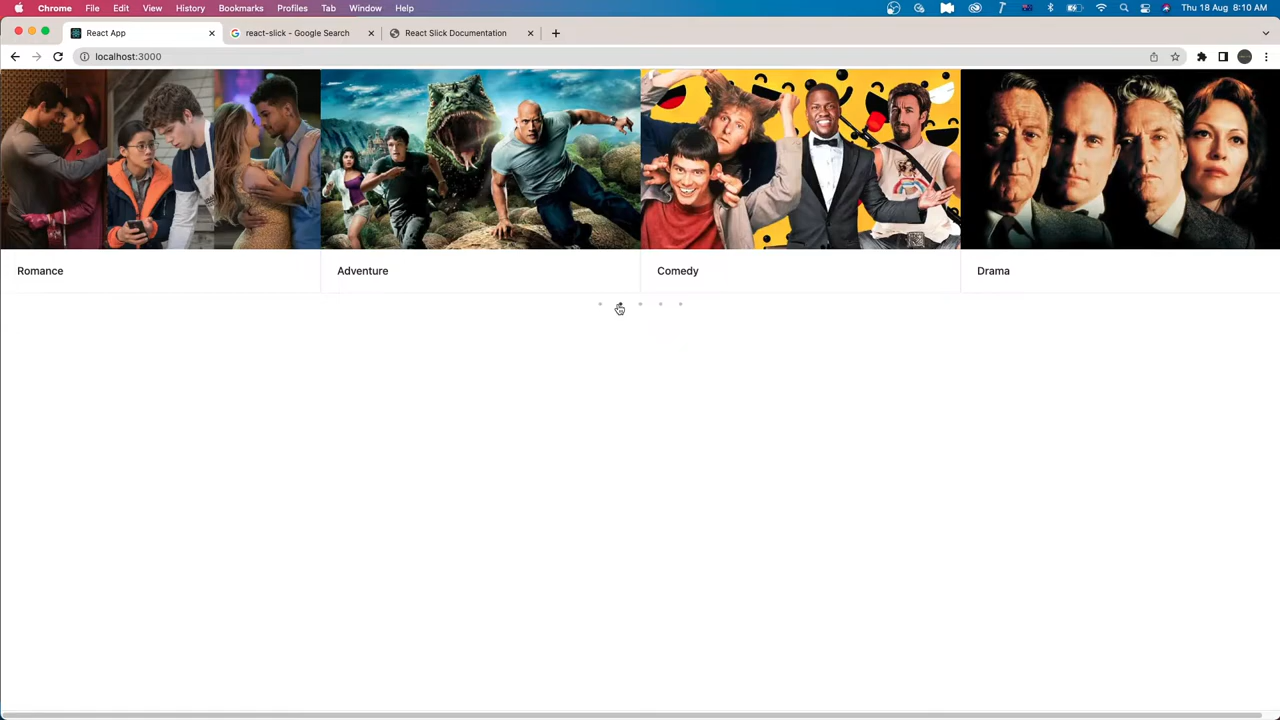 Chrome File Edit View History Bookmarks Profiles Tab Window Help Thu 18 Aug 8:10 AM
React App react-slick - Google Search React Slick Documentation
localhost:3000
Romance Adventure Comedy Drama